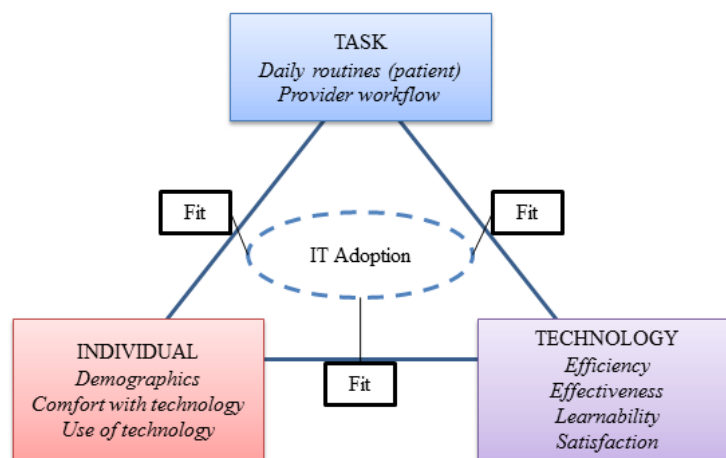 TASK
Daily routines (patient)
Provider workflow
Fit
Fit
IT Adoption
INDIVIDUAL
Demographics
Comfort with technology
Use of technology
Fit
TECHNOLOGY
Efficiency
Effectiveness
Learnability
Satisfaction